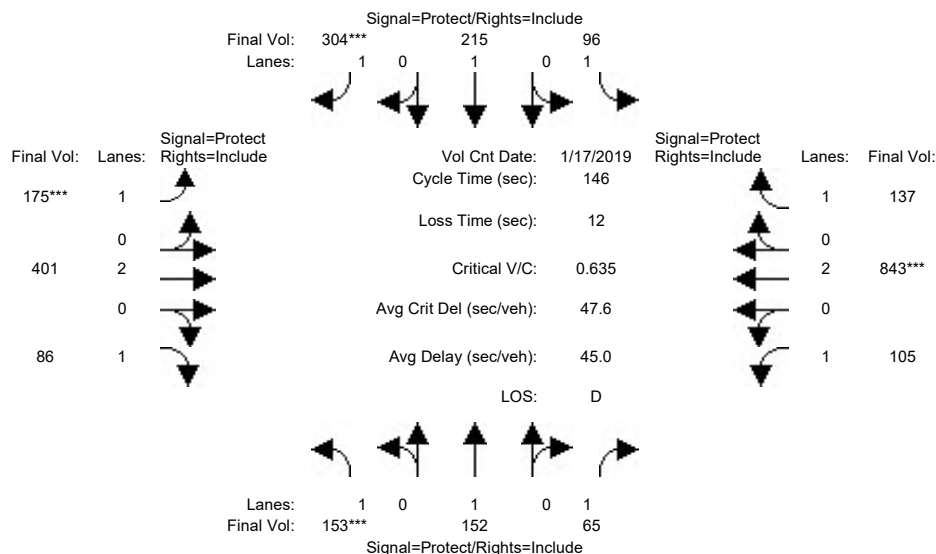 Signal=Protect/Rights=Include
Final Vol: 304*** 215 96
Lanes: 1 0 1 0 1
Signal=Protect
Final Vol: Lanes: Rights=Include
Vol Cnt Date: 1/17/2019
Signal=Protect
Rights=Include Lanes: Final Vol:
Cycle Time (sec): 146
175*** 1
1 137
Loss Time (sec): 12
0
0
401 2
Critical V/C: 0.635
2 843***
0
Avg Crit Del (sec/veh): 47.6
0
86 1
Avg Delay (sec/veh): 45.0
1 105
LOS: D
Lanes: 1 0 1 0 1
Final Vol: 153*** 152 65
Signal=Protect/Rights=Include